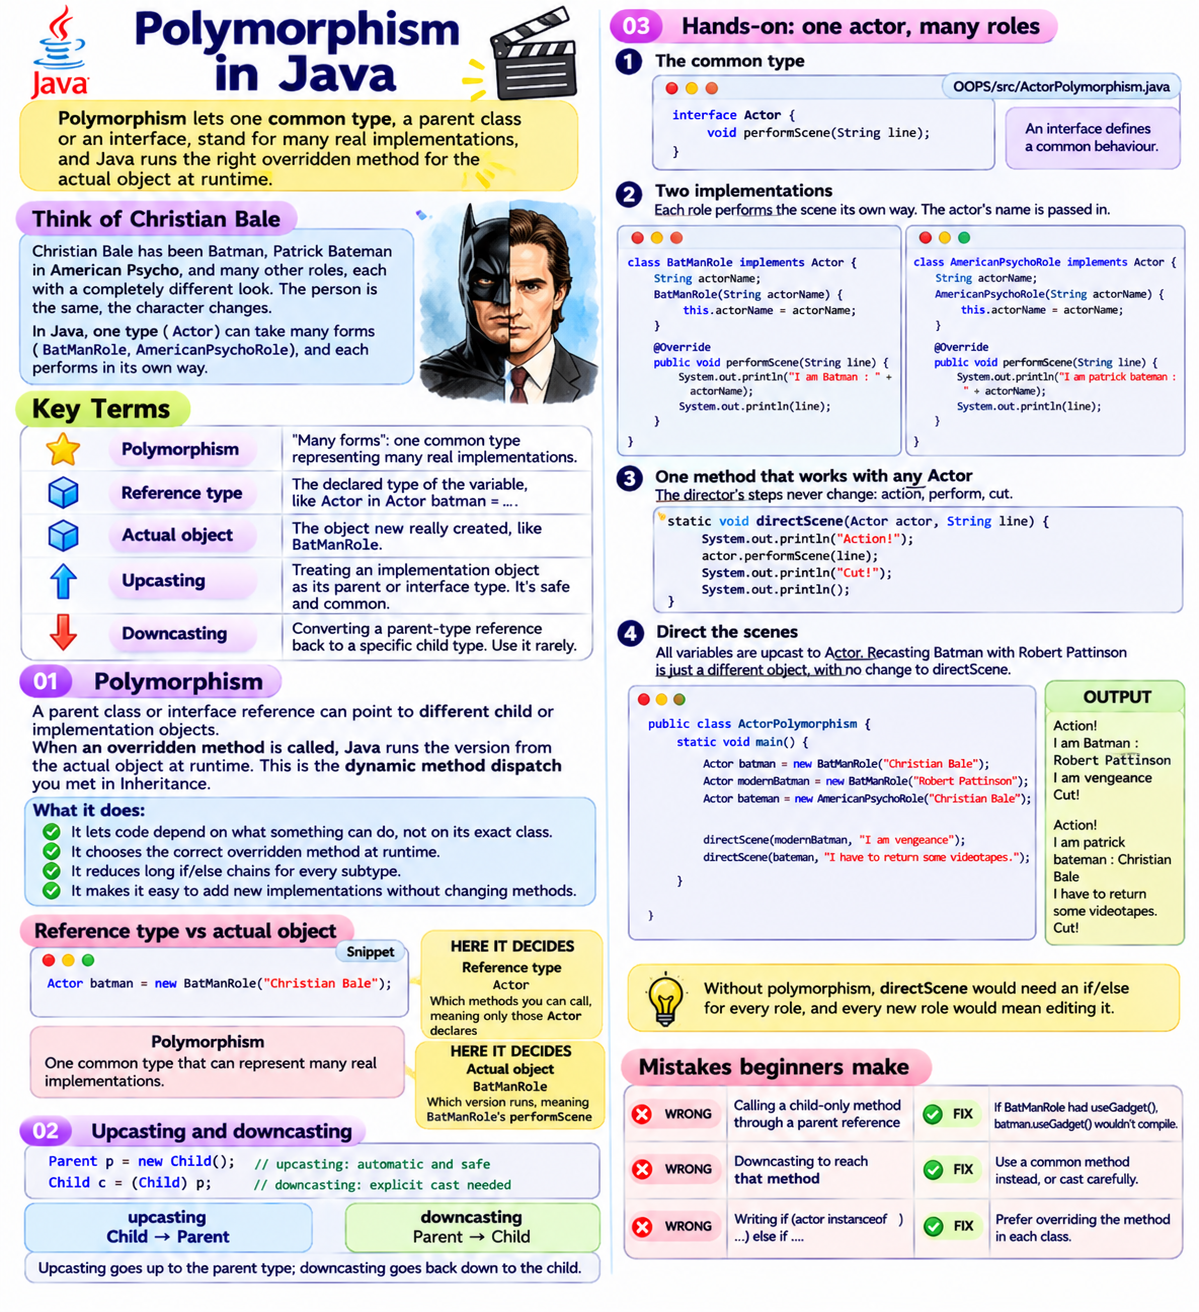 Java
Polymorphism
in Java
Polymorphism lets one common type, a parent class
or an interface, stand for many real implementations,
and Java runs the right overridden method for the
actual object at runtime.
Think of Christian Bale
Christian Bale has been Batman, Patrick Bateman
in American Psycho, and many other roles, each
with a completely different look. The person is
the same, the character changes.
In Java, one type ( Actor) can take many forms
( BatManRole, AmericanPsychoRole), and each
performs in its own way.
Key Terms
Polymorphism
"Many forms": one common type
representing many real implementations.
Reference type
The declared type of the variable,
like Actor in Actor batman = ....
Actual object
The object new really created, like
BatManRole.
Upcasting
Treating an implementation object
as its parent or interface type. It's safe
and common.
Downcasting
Converting a parent-type reference
back to a specific child type. Use it rarely.
01 Polymorphism
A parent class or interface reference can point to different child or
implementation objects.
When an overridden method is called, Java runs the version from
the actual object at runtime. This is the dynamic method dispatch
you met in Inheritance.
What it does:
It lets code depend on what something can do, not on its exact class.
It chooses the correct overridden method at runtime.
It reduces long if/else chains for every subtype.
It makes it easy to add new implementations without changing methods.
Reference type vs actual object
Snippet
Actor batman = new BatManRole("Christian Bale");
Polymorphism
One common type that can represent many real
implementations.
HERE IT DECIDES
Reference type
Actor
Which methods you can call,
meaning only those Actor
declares
HERE IT DECIDES
Actual object
BatManRole
Which version runs, meaning
BatManRole's performScene
02 Upcasting and downcasting
Parent p = new Child(); // upcasting: automatic and safe
Child c = (Child) p; // downcasting: explicit cast needed
upcasting
Child → Parent
downcasting
Parent → Child
Upcasting goes up to the parent type; downcasting goes back down to the child.
03 Hands-on: one actor, many roles
1 The common type
OOPS/src/ActorPolymorphism.java
interface Actor {
void performScene(String line);
}
An interface defines
a common behaviour.
2 Two implementations
Each role performs the scene its own way. The actor's name is passed in.
class BatManRole implements Actor {
String actorName;
BatManRole(String actorName) {
this.actorName = actorName;
}
@Override
public void performScene(String line) {
System.out.println("I am Batman : " +
actorName);
System.out.println(line);
}
}
class AmericanPsychoRole implements Actor {
String actorName;
AmericanPsychoRole(String actorName) {
this.actorName = actorName;
}
@Override
public void performScene(String line) {
System.out.println("I am patrick bateman :
" + actorName);
System.out.println(line);
}
}
3 One method that works with any Actor
The director's steps never change: action, perform, cut.
static void directScene(Actor actor, String line) {
System.out.println("Action!");
actor.performScene(line);
System.out.println("Cut!");
System.out.println();
}
4 Direct the scenes
All variables are upcast to Actor. Recasting Batman with Robert Pattinson
is just a different object, with no change to directScene.
public class ActorPolymorphism {
static void main() {
Actor batman = new BatManRole("Christian Bale");
Actor modernBatman = new BatManRole("Robert Pattinson");
Actor bateman = new AmericanPsychoRole("Christian Bale");
directScene(modernBatman, "I am vengeance");
directScene(bateman, "I have to return some videotapes.");
}
}
OUTPUT
Action!
I am Batman :
Robert Pattinson
I am vengeance
Cut!
Action!
I am patrick
bateman : Christian
Bale
I have to return
some videotapes.
Cut!
Without polymorphism, directScene would need an if/else
for every role, and every new role would mean editing it.
Mistakes beginners make
WRONG
Calling a child-only method
through a parent reference
FIX
If BatManRole had useGadget(),
batman.useGadget() wouldn't compile.
WRONG
Downcasting to reach
that method
FIX
Use a common method
instead, or cast carefully.
WRONG
Writing if (actor instanceof )
...) else if ....
FIX
Prefer overriding the method
in each class.